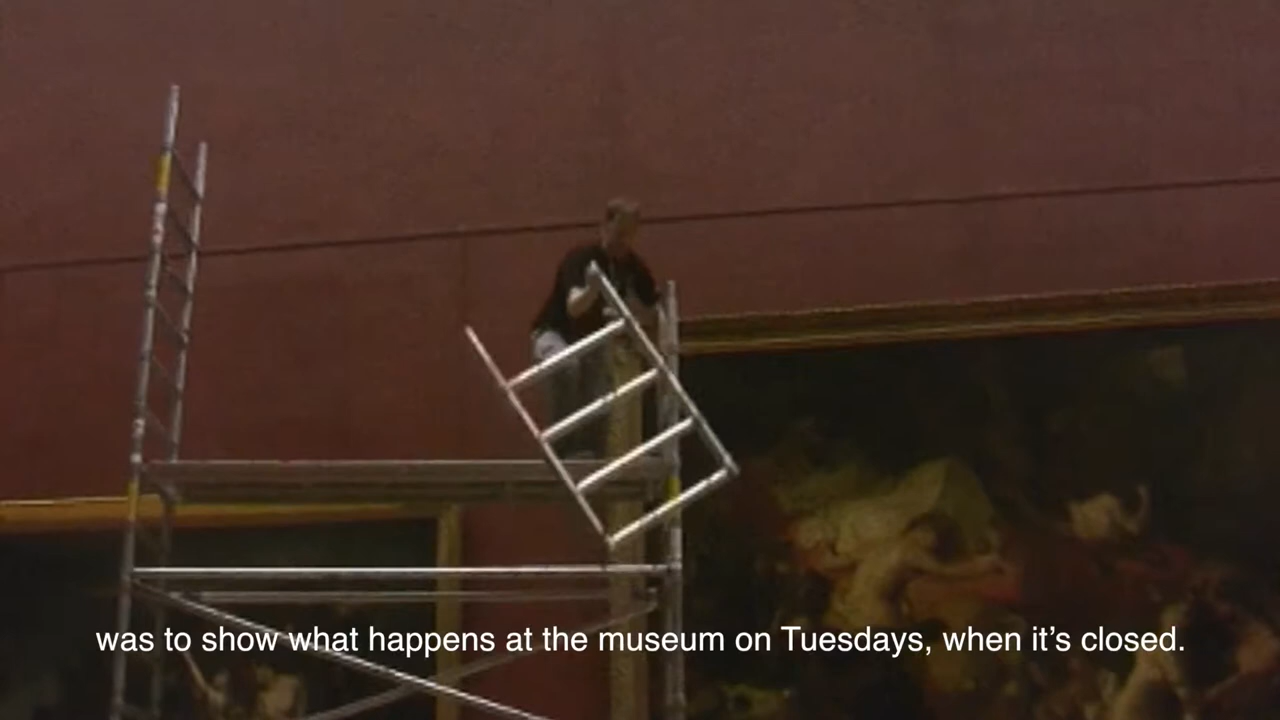 was to show what happens at the museum on Tuesdays, when it’s closed.